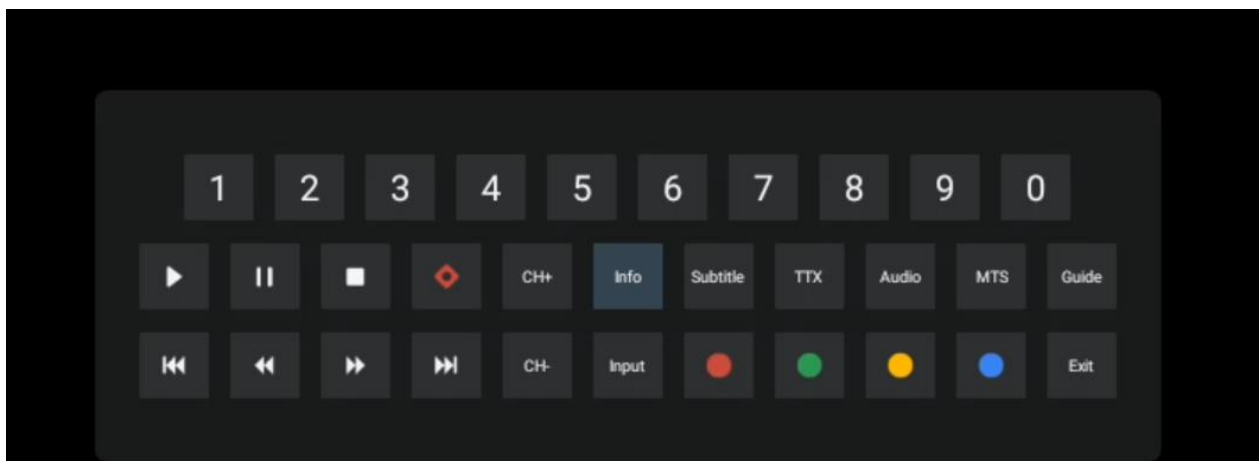 1 2 3 4 5 6 7 8 9 0
CH+ Info Subtitle TTX Audio MTS Guide
CH- Input Exit